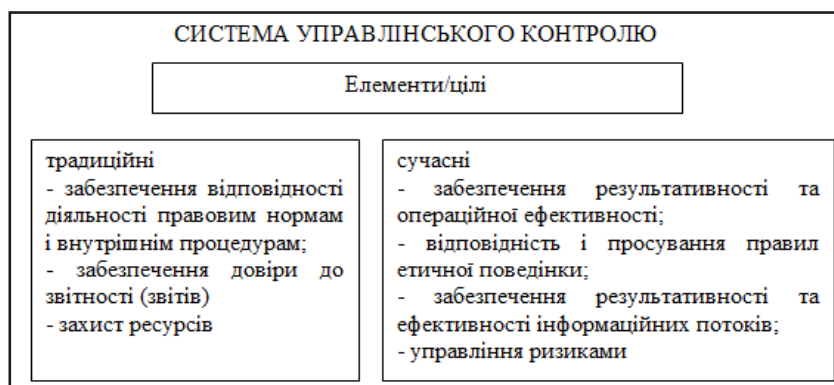 СИСТЕМА УПРАВЛІНСЬКОГО КОНТРОЛЮ
Елементи/цілі
традиційні
- забезпечення відповідності
діяльності правовим нормам
і внутрішнім процедурам;
- забезпечення довіри до
звітності (звітів)
- захист ресурсів
сучасні
- забезпечення результативності та
операційної ефективності;
- відповідність і просування правил
етичної поведінки;
- забезпечення результативності та
ефективності інформаційних потоків;
- управління ризиками